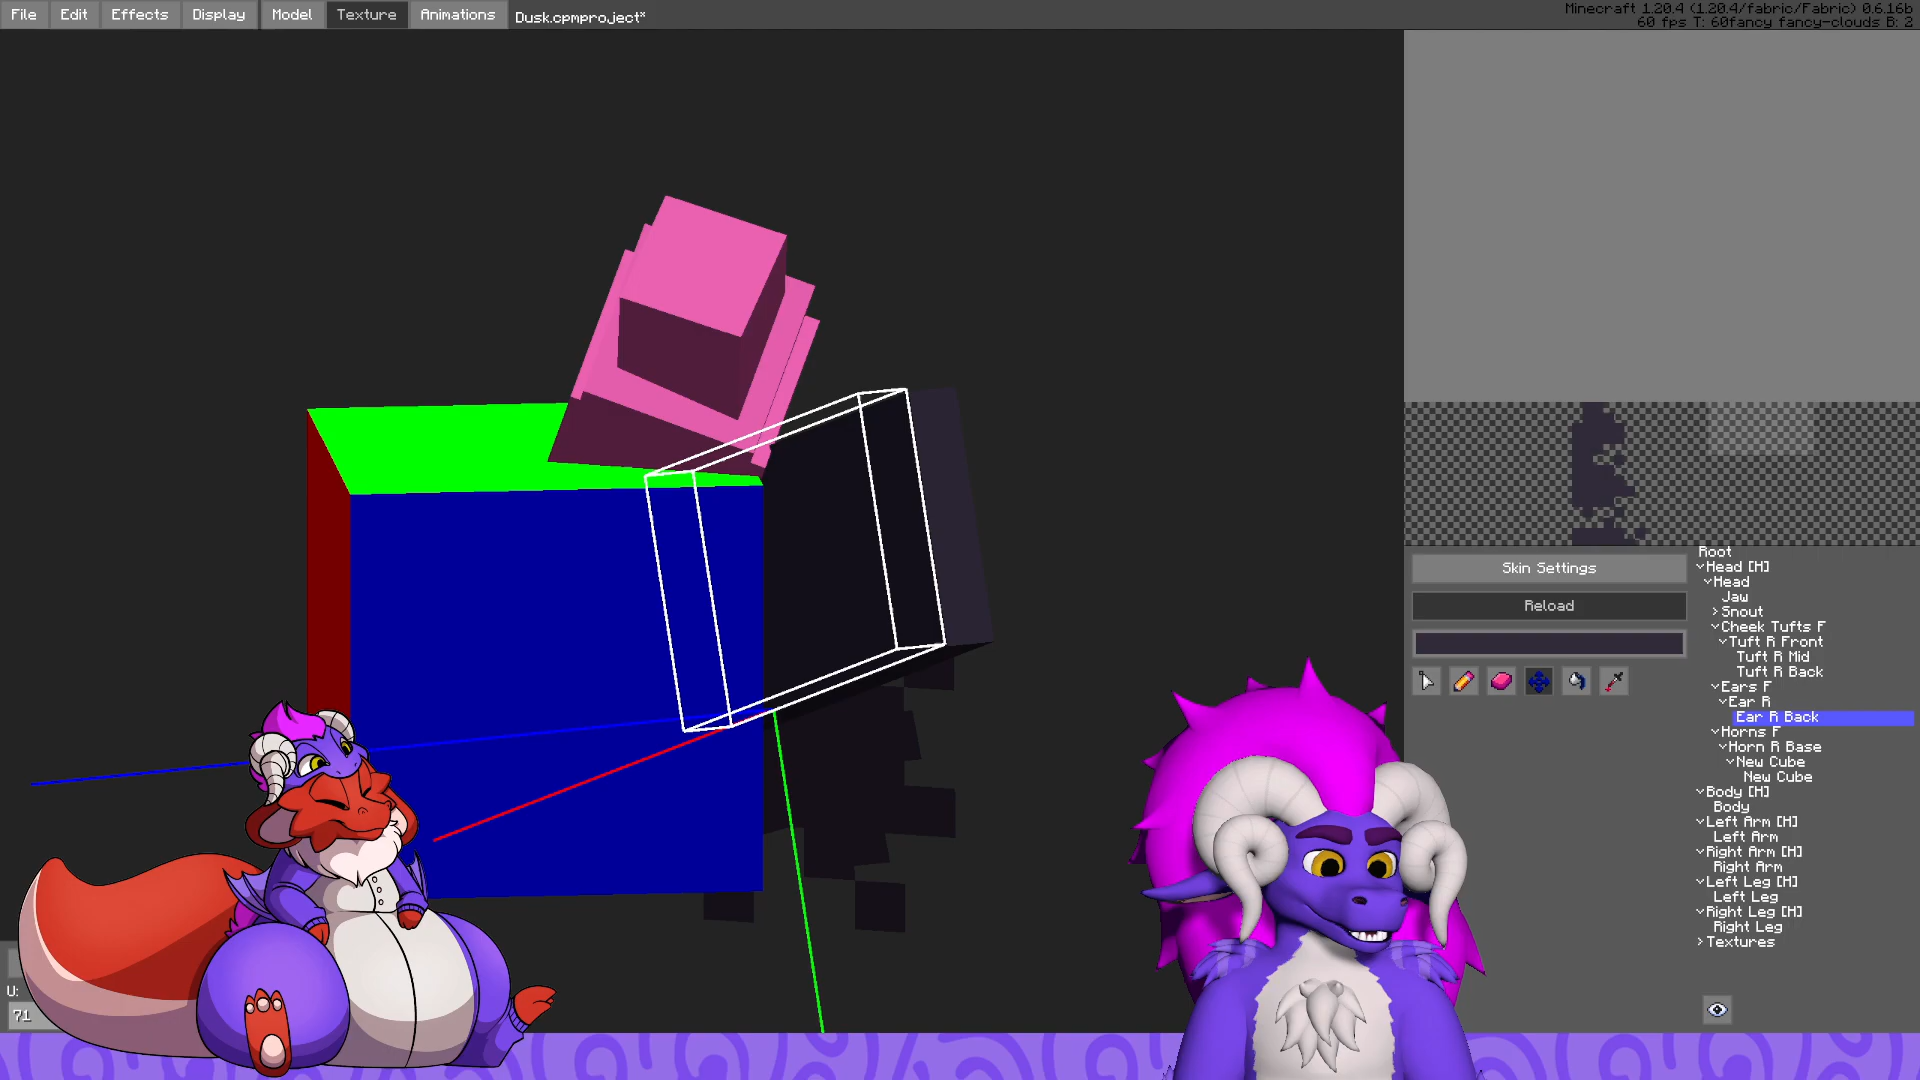 File Edit Effects Display Model Texture Animations Dusk.cpmproject*
Minecraft 1.20.4 (1.20.4/fabric/Fabric) 0.6.16b
60 fps T: 60fancy fancy-clouds B: 2
Skin Settings
Reload
Root
Head [H]
Head
Jaw
Snout
Cheek Tufts F
Tuft R Front
Tuft R Mid
Tuft R Back
Ears F
Ear R
Ear R Back
Horns F
Horn R Base
New Cube
New Cube
Body [H]
Body
Left Arm [H]
Left Arm
Right Arm [H]
Right Arm
Left Leg [H]
Left Leg
Right Leg [H]
Right Leg
Textures
U:
71